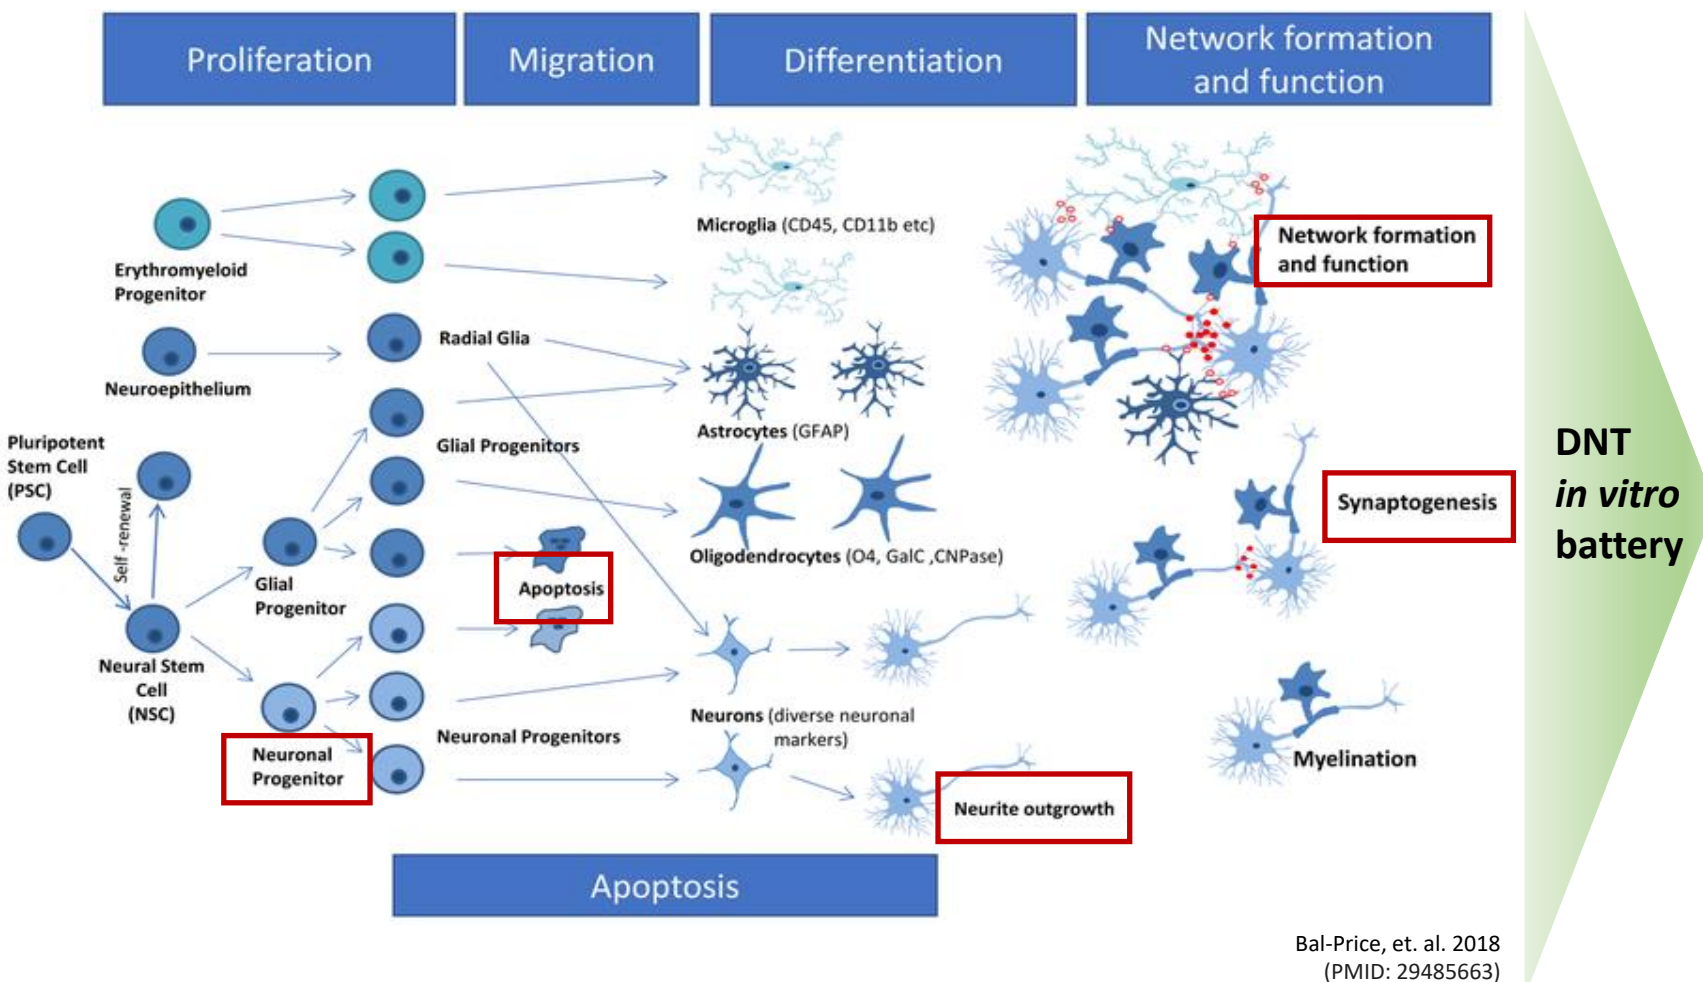 Proliferation
Migration
Differentiation
Network formation
and function
Microglia (CD45, CD11b etc)
Erythromyeloid
Progenitor
Network formation
and function
Radial Glia
Neuroepithelium
Astrocytes (GFAP)
Pluripotent
Stem Cell
(PSC)
Glial Progenitors
Self -renewal
Synaptogenesis
Oligodendrocytes (O4, GalC ,CNPase)
Glial
Progenitor
Apoptosis
Neural Stem
Cell
(NSC)
Neurons (diverse neuronal
markers)
Neuronal Progenitors
Neuronal
Progenitor
Myelination
Neurite outgrowth
Apoptosis
DNT
in vitro
battery
Bal-Price, et. al. 2018
(PMID: 29485663)